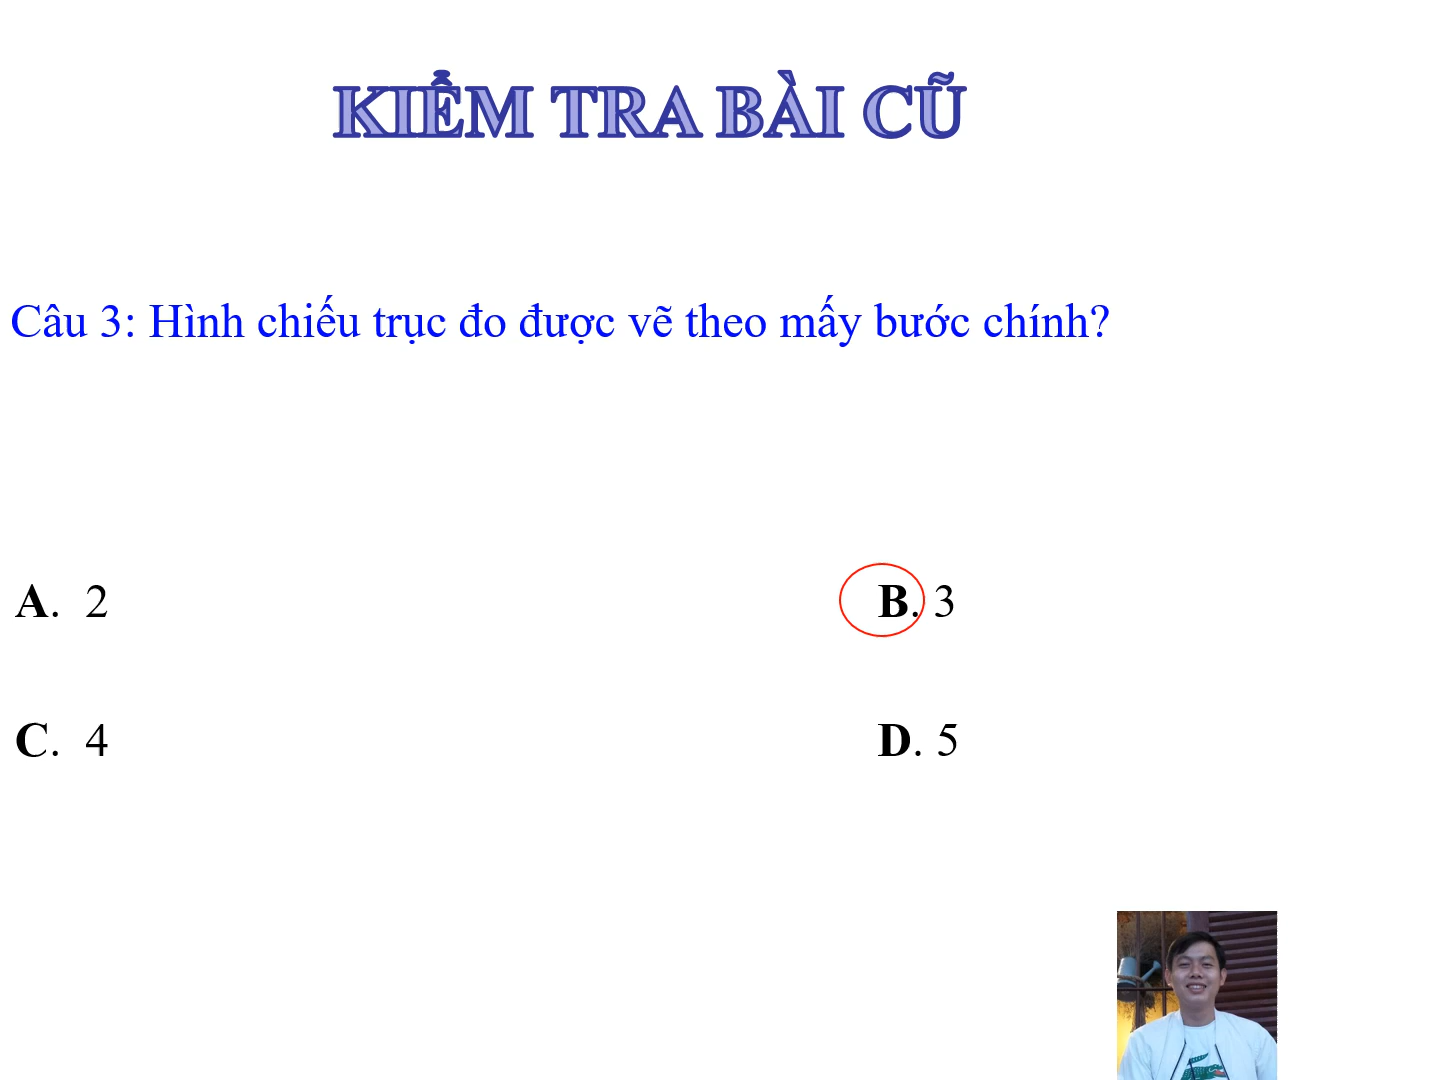 KIỂM TRA BÀI CŨ
Câu 3: Hình chiếu trục đo được vẽ theo mấy bước chính?
A. 2
B. 3
C. 4
D. 5